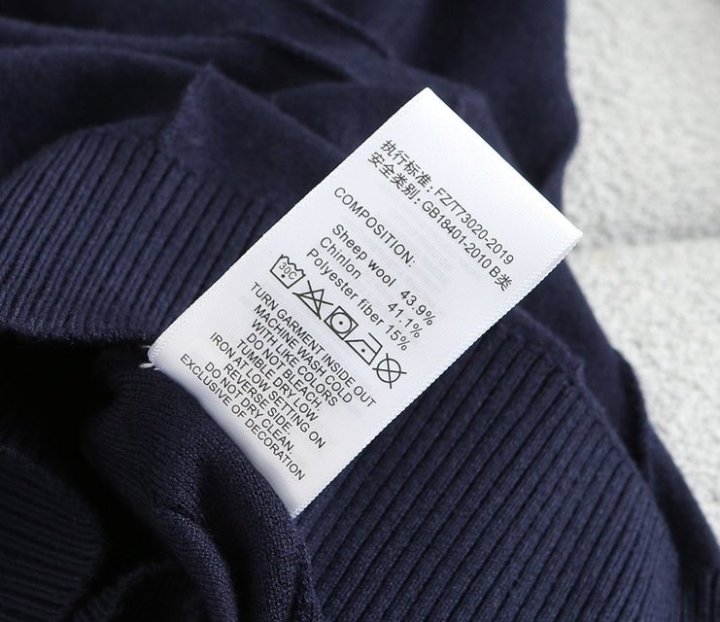 执行标准: FZ/T73020-2019
安全类别: GB18401-2010 B类
COMPOSITION:
Sheep wool 43.9%
Chinlon 41.1%
Polyester fiber 15%
30C
TURN GARMENT INSIDE OUT
MACHINE WASH COLD
WITH LIKE COLORS
DO NOT BLEACH
TUMBLE DRY LOW
IRON AT LOW SETTING ON
REVERSE SIDE.
DO NOT DRY CLEAN.
EXCLUSIVE OF DECORATION